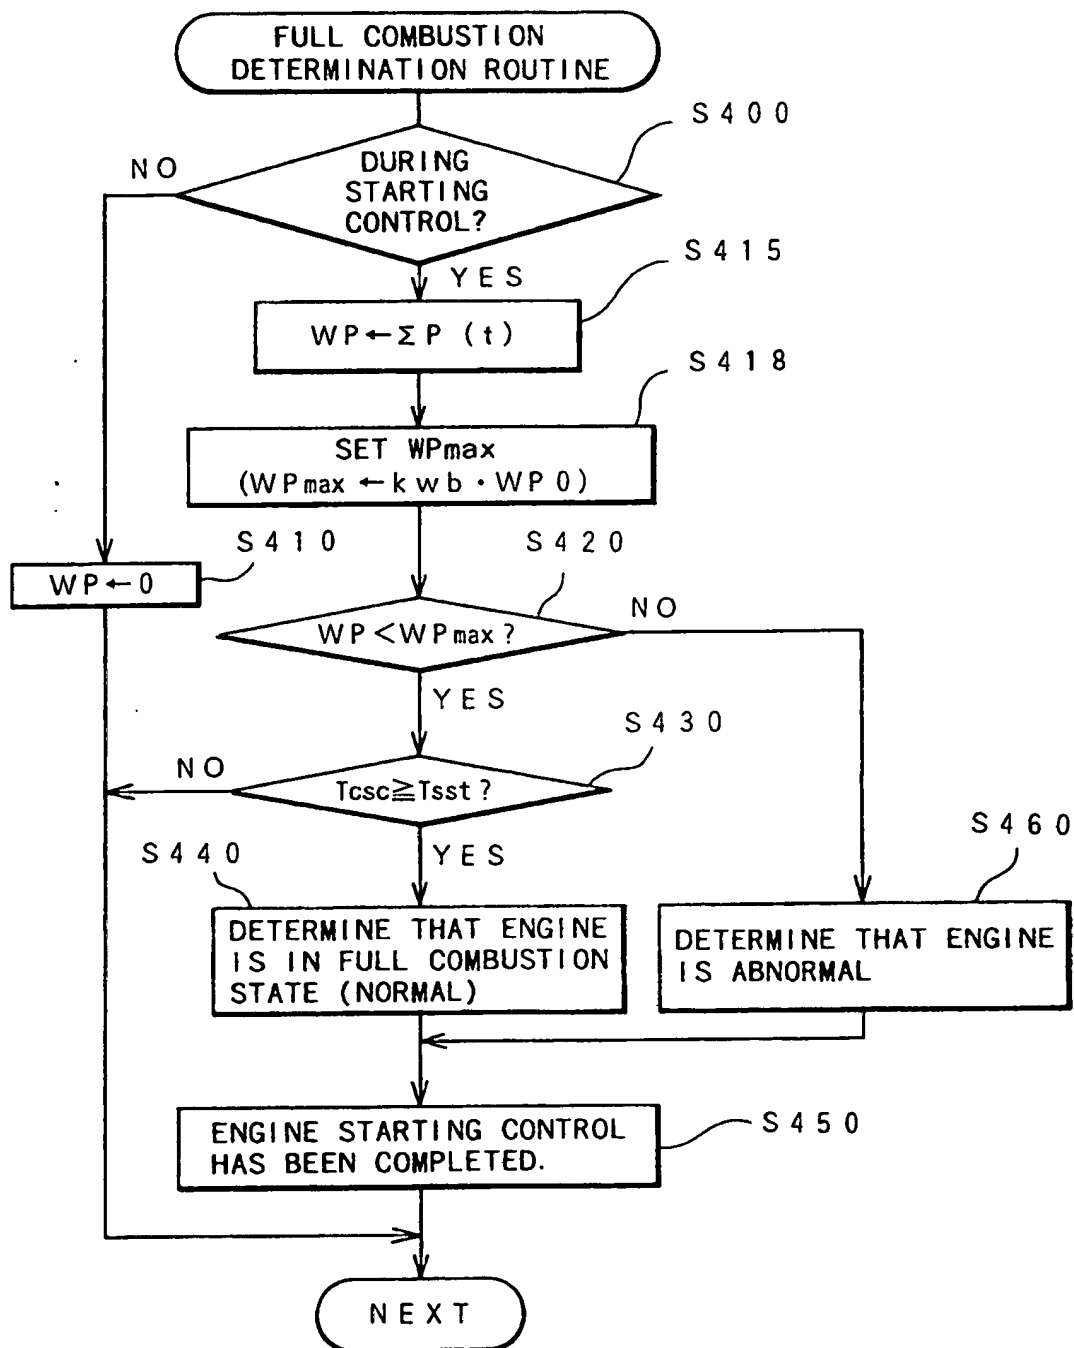 FULL COMBUSTION
DETERMINATION ROUTINE
S400
NO
DURING
STARTING
CONTROL?
S415
YES
WP←ΣP (t)
S418
SET WPmax
(WPmax←kwb・WP0)
S410
S420
WP←0
NO
WP<WPmax?
YES
S430
NO
Tcsc≧Tsst?
S460
S440
YES
DETERMINE THAT ENGINE
IS IN FULL COMBUSTION
STATE (NORMAL)
DETERMINE THAT ENGINE
IS ABNORMAL
S450
ENGINE STARTING CONTROL
HAS BEEN COMPLETED.
NEXT